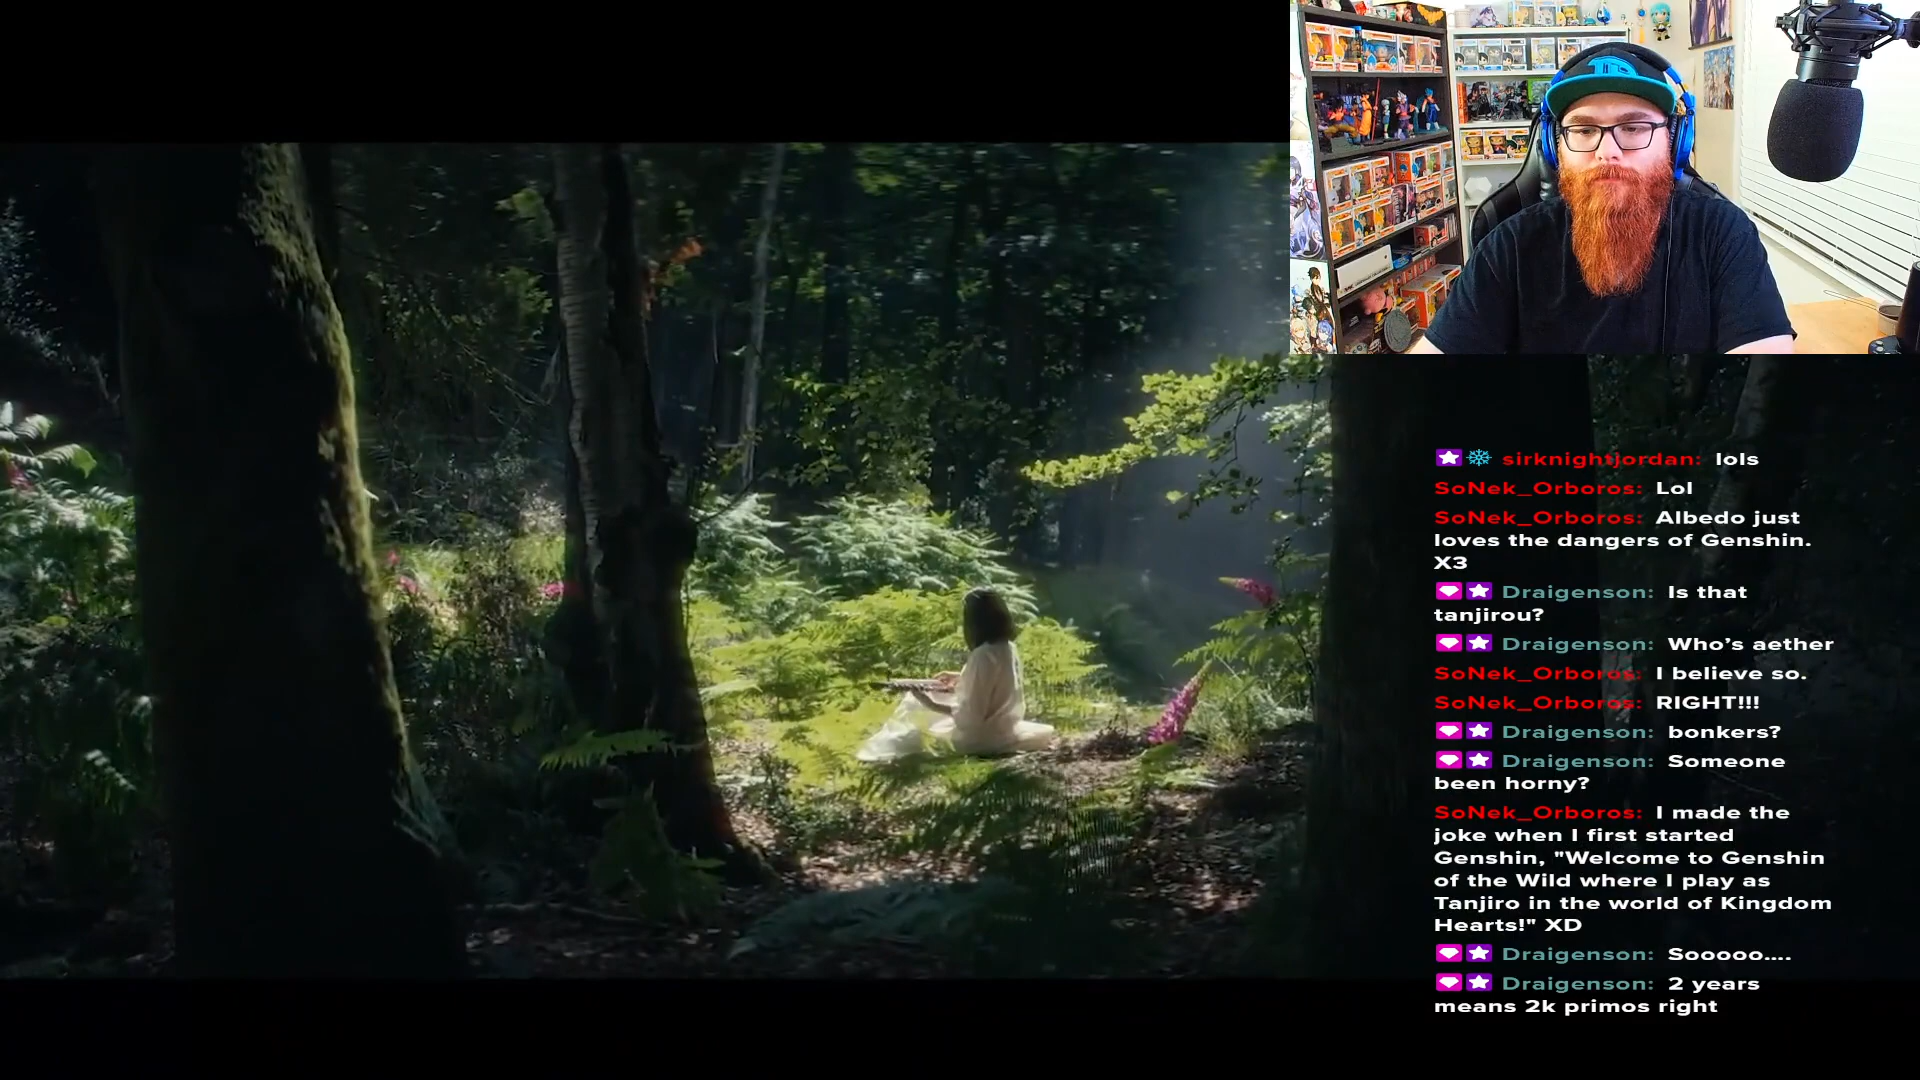 sirknightjordan: lols
SoNek_Orboros: Lol
SoNek_Orboros: Albedo just
loves the dangers of Genshin.
X3
Draigenson: Is that
tanjirou?
Draigenson: Who's aether
SoNek_Orboros: I believe so.
SoNek_Orboros: RIGHT!!!
Draigenson: bonkers?
Draigenson: Someone
been horny?
SoNek_Orboros: I made the
joke when I first started
Genshin, "Welcome to Genshin
of the Wild where I play as
Tanjiro in the world of Kingdom
Hearts!" XD
Draigenson: Sooooo....
Draigenson: 2 years
means 2k primos right